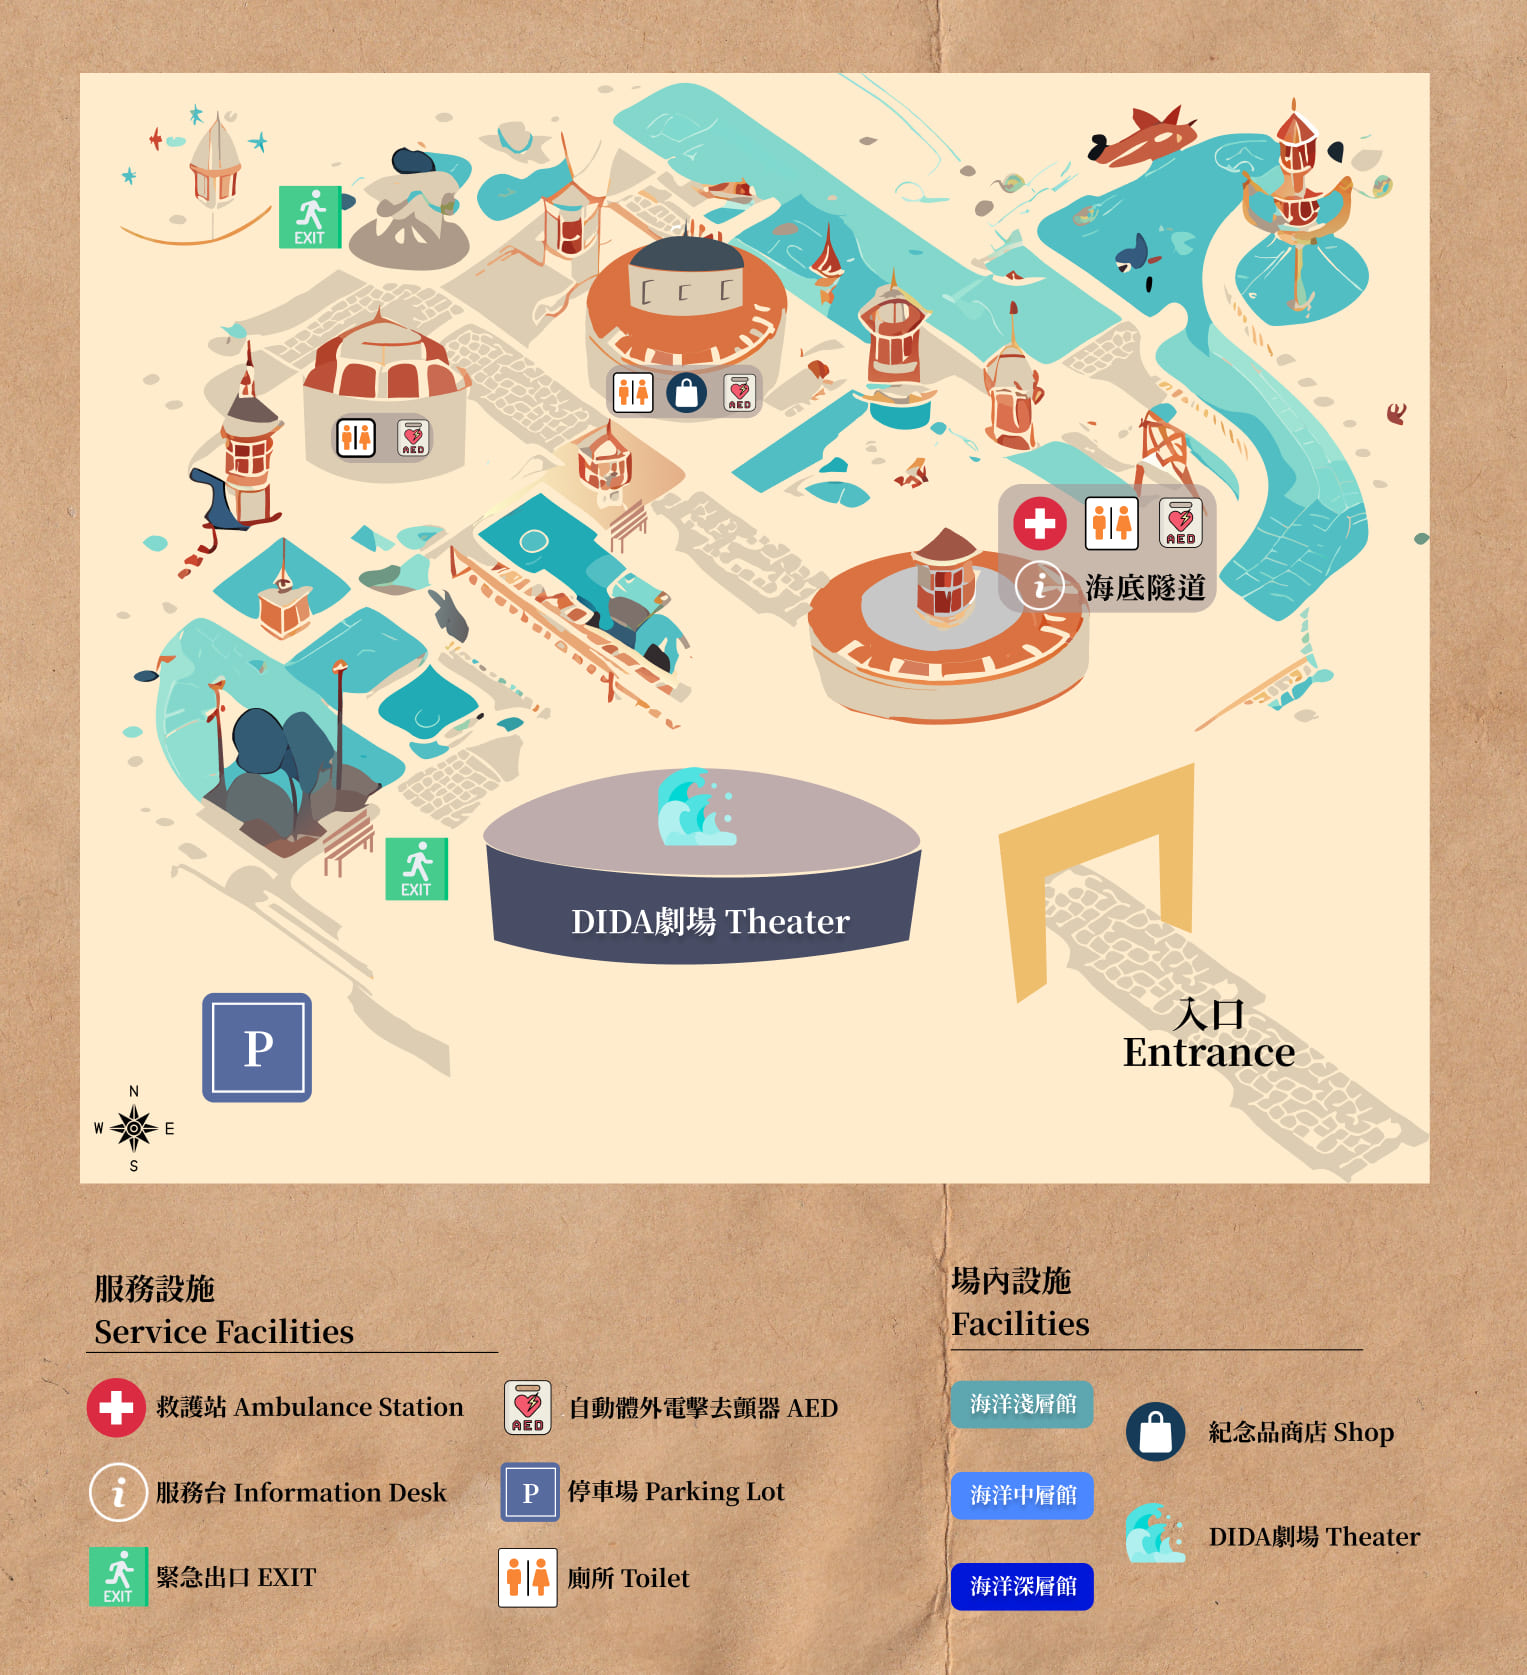 EXIT
AED
AED
AED
i
海底隧道
EXIT
DIDA劇場 Theater
入口
Entrance
P
N
W
E
S
服務設施
Service Facilities
救護站 Ambulance Station
i
服務台 Information Desk
EXIT
緊急出口 EXIT
AED
自動體外電擊去顫器 AED
P
停車場 Parking Lot
廁所 Toilet
場內設施
Facilities
海洋淺層館
海洋中層館
海洋深層館
紀念品商店 Shop
DIDA劇場 Theater